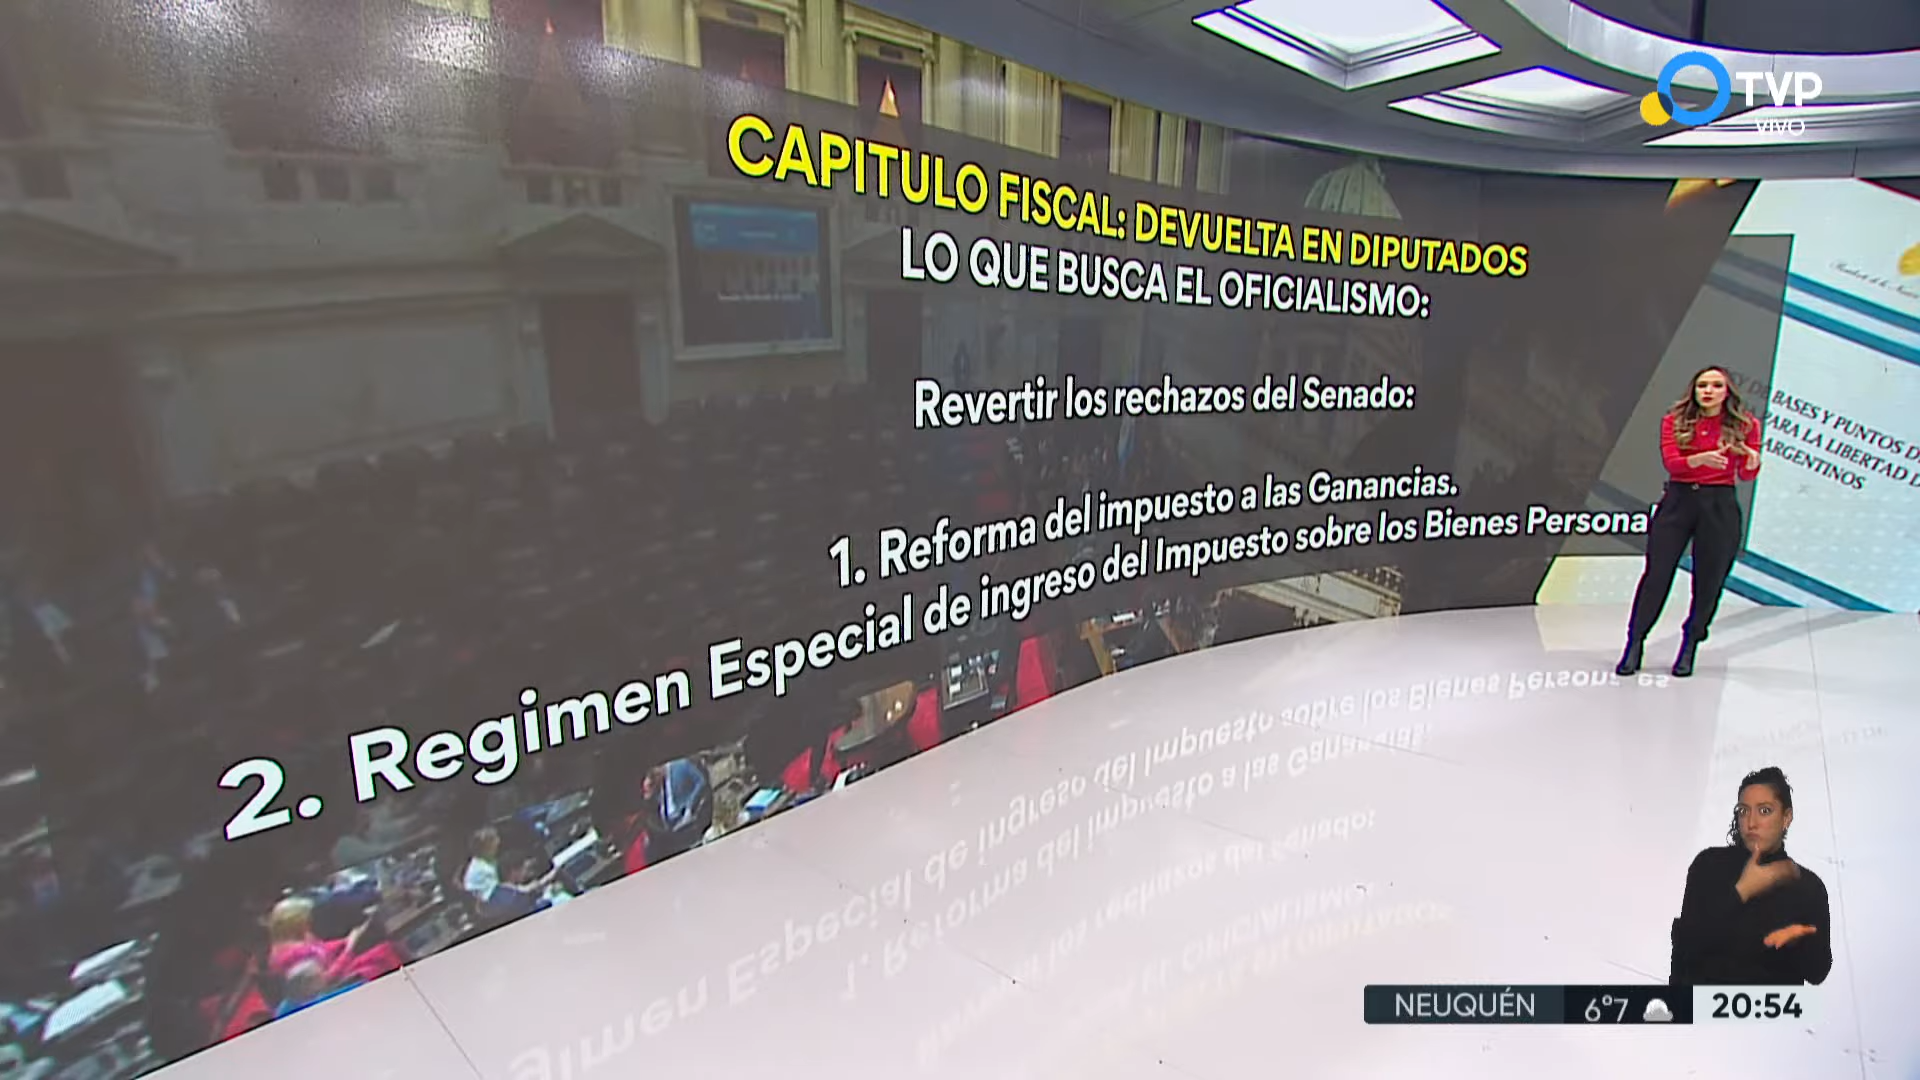 TVP
VIVO
CAPITULO FISCAL: DEVUELTA EN DIPUTADOS
LO QUE BUSCA EL OFICIALISMO:
Revertir los rechazos del Senado:
1. Reforma del impuesto a las Ganancias.
2. Regimen Especial de ingreso del Impuesto sobre los Bienes Personal
BASES Y PUNTOS D
PARA LA LIBERTAD D
ARGENTINOS
NEUQUÉN 6°7 20:54